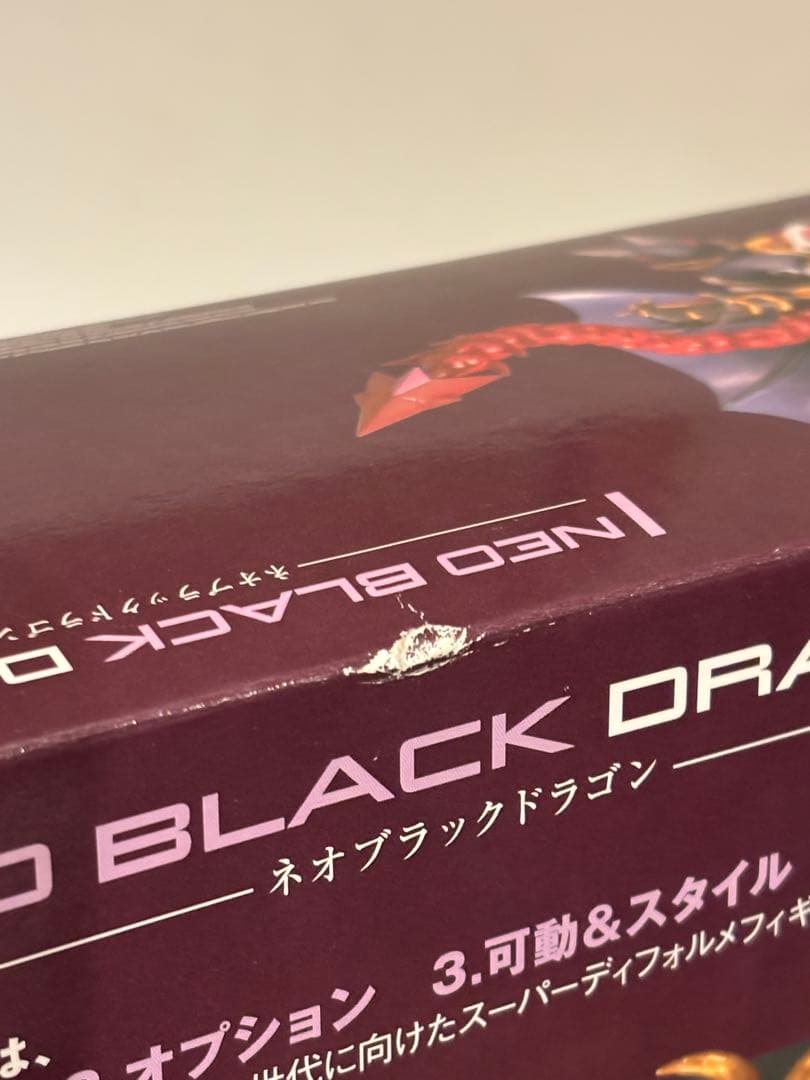 NEO BLACK D
ネオブラックドラゴン
O BLACK DRA
ネオブラックドラゴン
オプション 3.可動&スタイル
は、
世代に向けたスーパーディフォルメフィギ